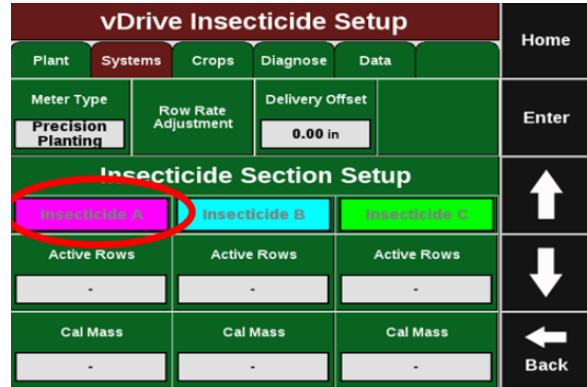 vDrive Insecticide Setup
Home
Plant Systems Crops Diagnose Data
Meter Type
Precision
Planting
Row Rate
Adjustment
Delivery Offset
0.00 in
Enter
Insecticide Section Setup
Insecticide A Insecticide B Insecticide C
Active Rows Active Rows Active Rows
- - -
Cal Mass Cal Mass Cal Mass
- - -
Back